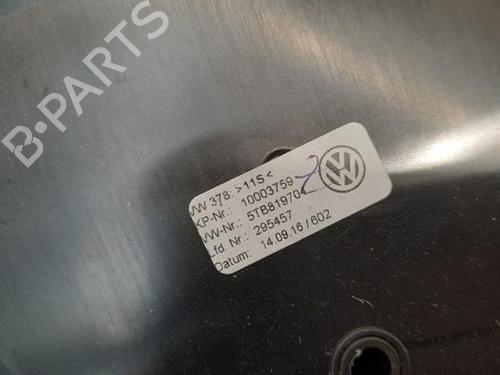 B-PARTS
VW 378: >11S<
KP-Nr.: 10003759
VW-Nr.: 5TB819704
Lfd. Nr.: 295457
Datum: 14.09.16 / 602